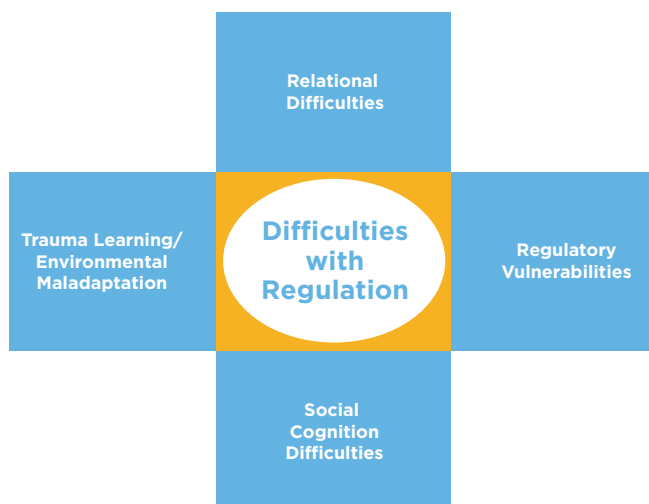 Relational
Difficulties
Trauma Learning/
Environmental
Maladaptation
Difficulties
with
Regulation
Regulatory
Vulnerabilities
Social
Cognition
Difficulties